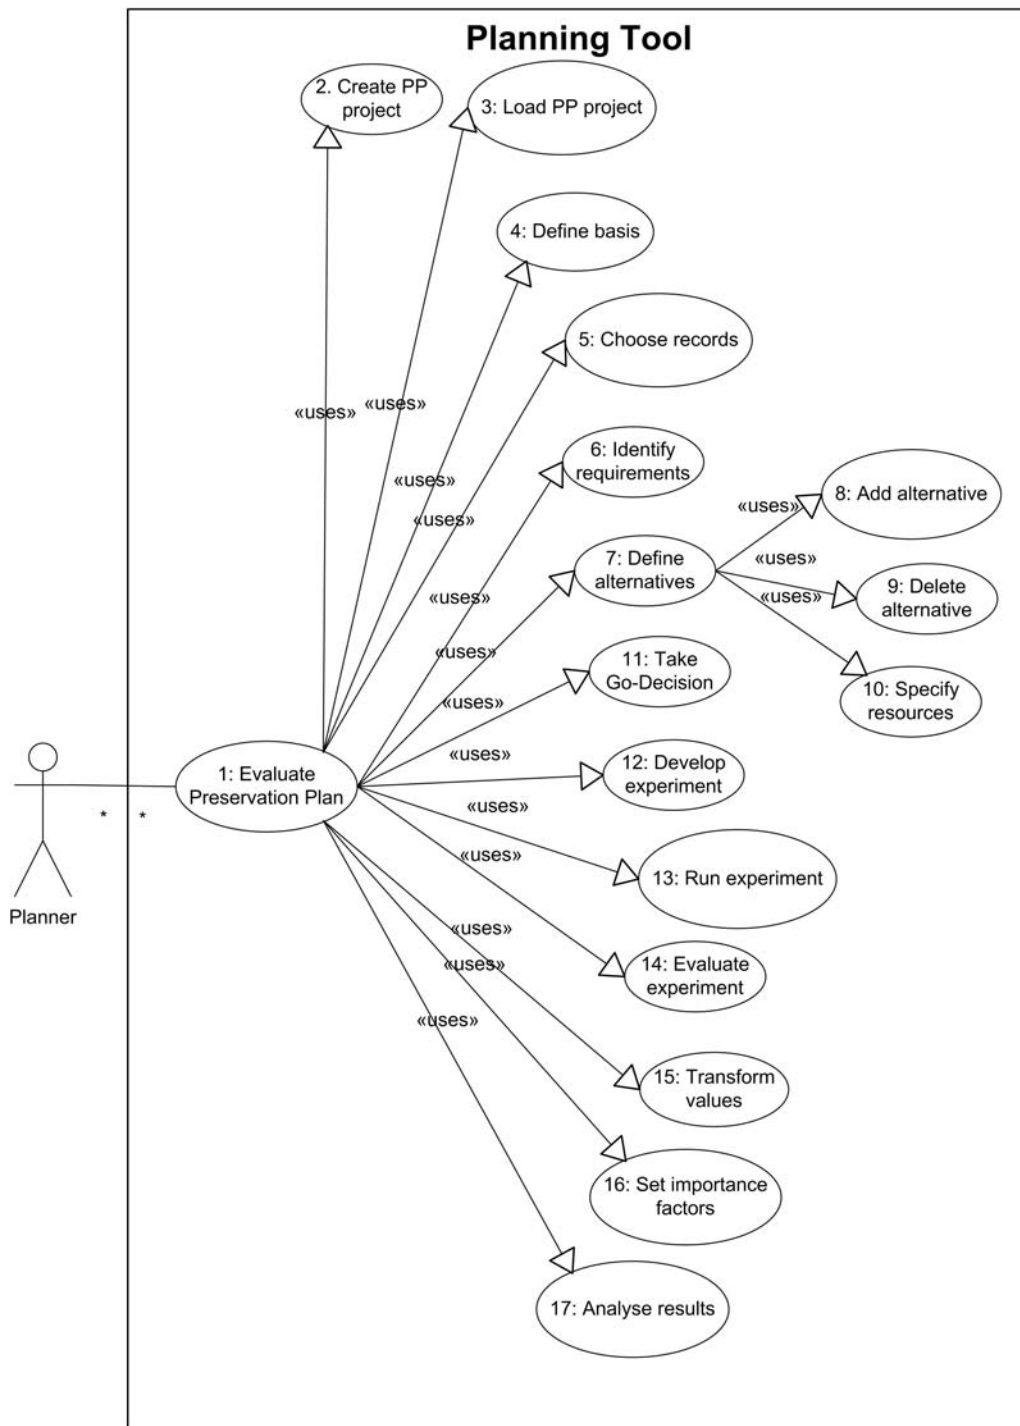 Planning Tool
2. Create PP
project
3: Load PP project
4: Define basis
5: Choose records
«uses»
«uses»
6: Identify
requirements
«uses»
8: Add alternative
«uses»
«uses»
7: Define
alternatives
«uses»
«uses»
9: Delete
alternative
«uses»
«uses»
11: Take
Go-Decision
10: Specify
resources
«uses»
«uses»
1: Evaluate
Preservation Plan
12: Develop
experiment
* *
«uses»
«uses»
13: Run experiment
Planner
«uses»
14: Evaluate
experiment
«uses»
«uses»
15: Transform
values
16: Set importance
factors
17: Analyse results